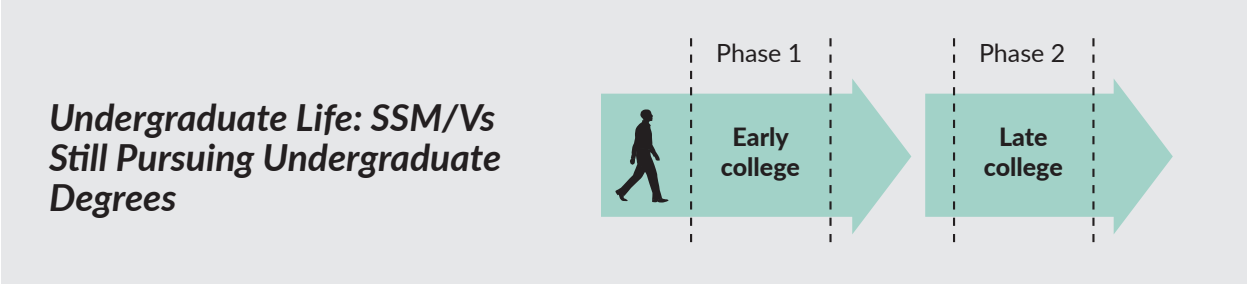 Undergraduate Life: SSM/Vs
Still Pursuing Undergraduate
Degrees
Phase 1
Early
college
Phase 2
Late
college